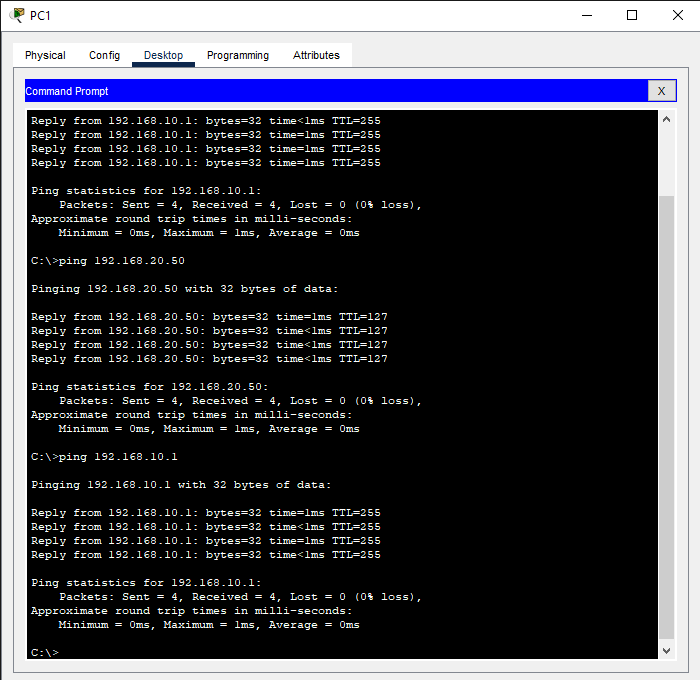 PC1
Physical Config Desktop Programming Attributes
Command Prompt X
Reply from 192.168.10.1: bytes=32 time<1ms TTL=255
Reply from 192.168.10.1: bytes=32 time<1ms TTL=255
Reply from 192.168.10.1: bytes=32 time<1ms TTL=255
Reply from 192.168.10.1: bytes=32 time<1ms TTL=255
Ping statistics for 192.168.10.1:
Packets: Sent = 4, Received = 4, Lost = 0 (0% loss),
Approximate round trip times in milli-seconds:
Minimum = 0ms, Maximum = 1ms, Average = 0ms
C:\>ping 192.168.20.50
Pinging 192.168.20.50 with 32 bytes of data:
Reply from 192.168.20.50: bytes=32 time=1ms TTL=127
Reply from 192.168.20.50: bytes=32 time<1ms TTL=127
Reply from 192.168.20.50: bytes=32 time<1ms TTL=127
Reply from 192.168.20.50: bytes=32 time<1ms TTL=127
Ping statistics for 192.168.20.50:
Packets: Sent = 4, Received = 4, Lost = 0 (0% loss),
Approximate round trip times in milli-seconds:
Minimum = 0ms, Maximum = 1ms, Average = 0ms
C:\>ping 192.168.10.1
Pinging 192.168.10.1 with 32 bytes of data:
Reply from 192.168.10.1: bytes=32 time=1ms TTL=255
Reply from 192.168.10.1: bytes=32 time<1ms TTL=255
Reply from 192.168.10.1: bytes=32 time<1ms TTL=255
Reply from 192.168.10.1: bytes=32 time<1ms TTL=255
Ping statistics for 192.168.10.1:
Packets: Sent = 4, Received = 4, Lost = 0 (0% loss),
Approximate round trip times in milli-seconds:
Minimum = 0ms, Maximum = 1ms, Average = 0ms
C:\>